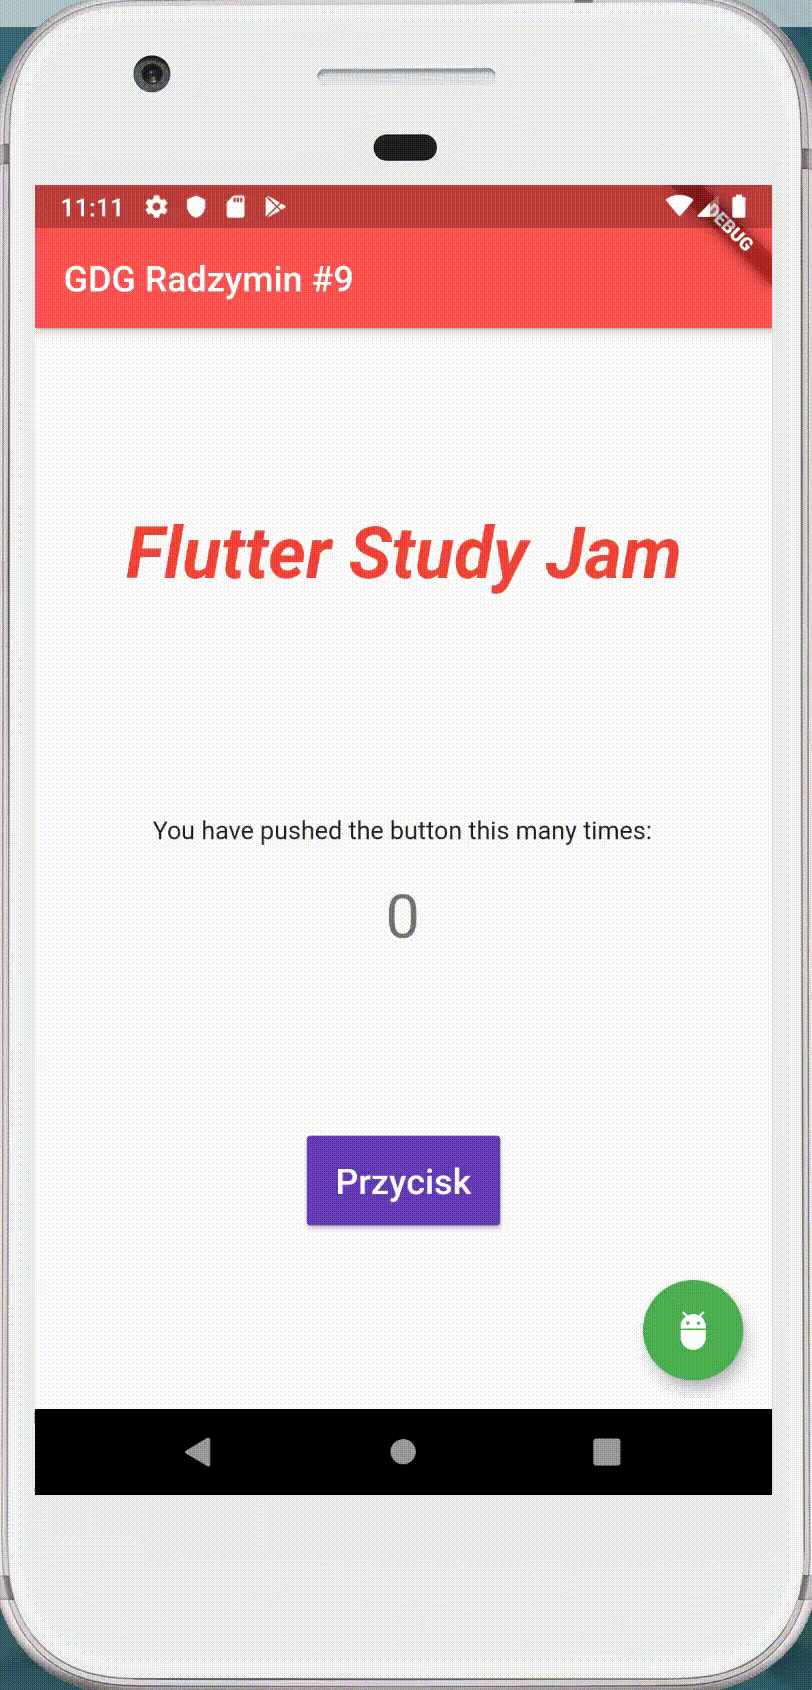 11:11
DEBUG
GDG Radzymin #9
Flutter Study Jam
You have pushed the button this many times:
0
Przycisk